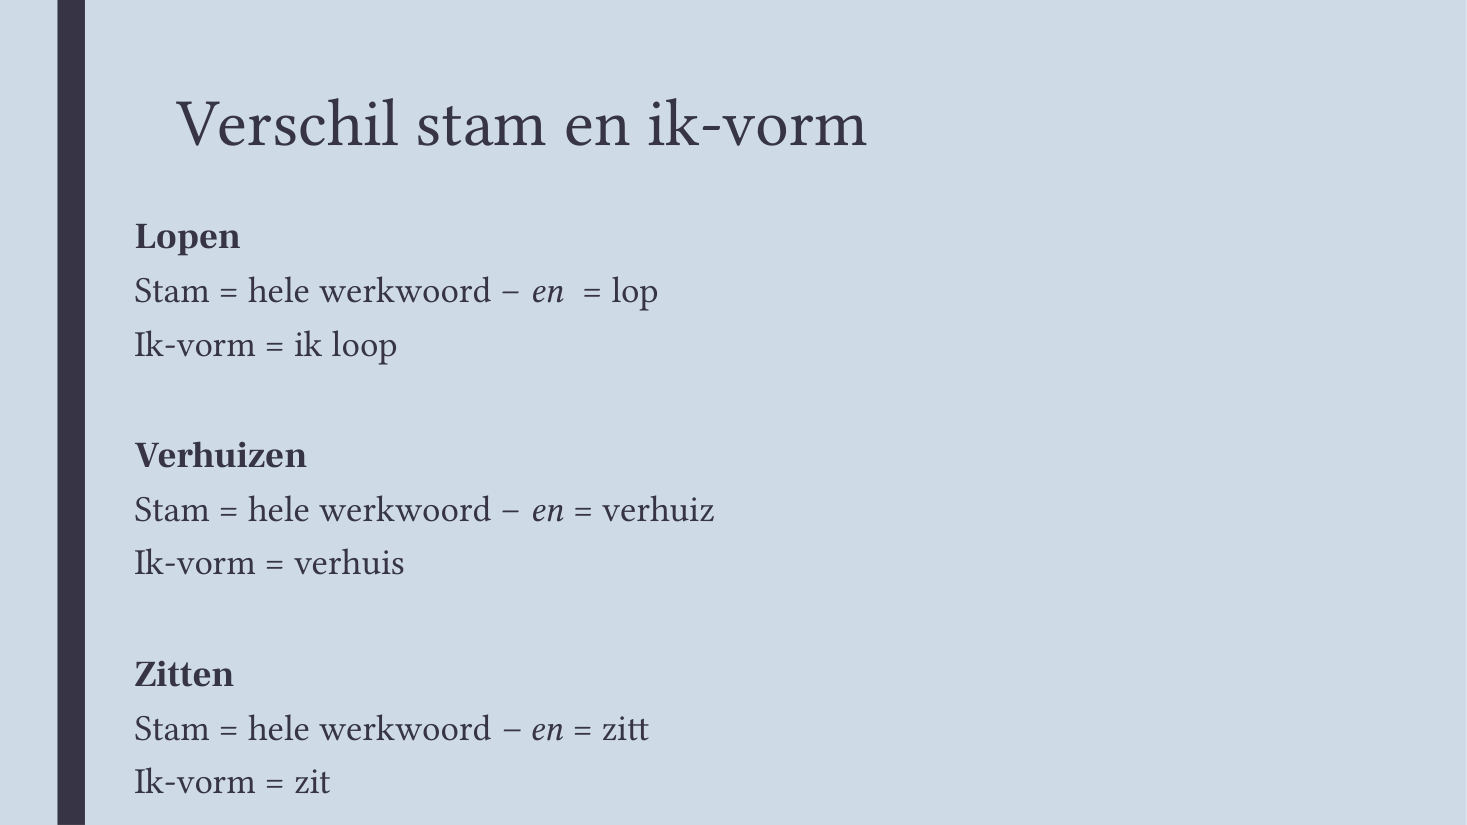 Verschil stam en ik-vorm
Lopen
Stam = hele werkwoord – en = lop
Ik-vorm = ik loop
Verhuizen
Stam = hele werkwoord – en = verhuiz
Ik-vorm = verhuis
Zitten
Stam = hele werkwoord – en = zitt
Ik-vorm = zit